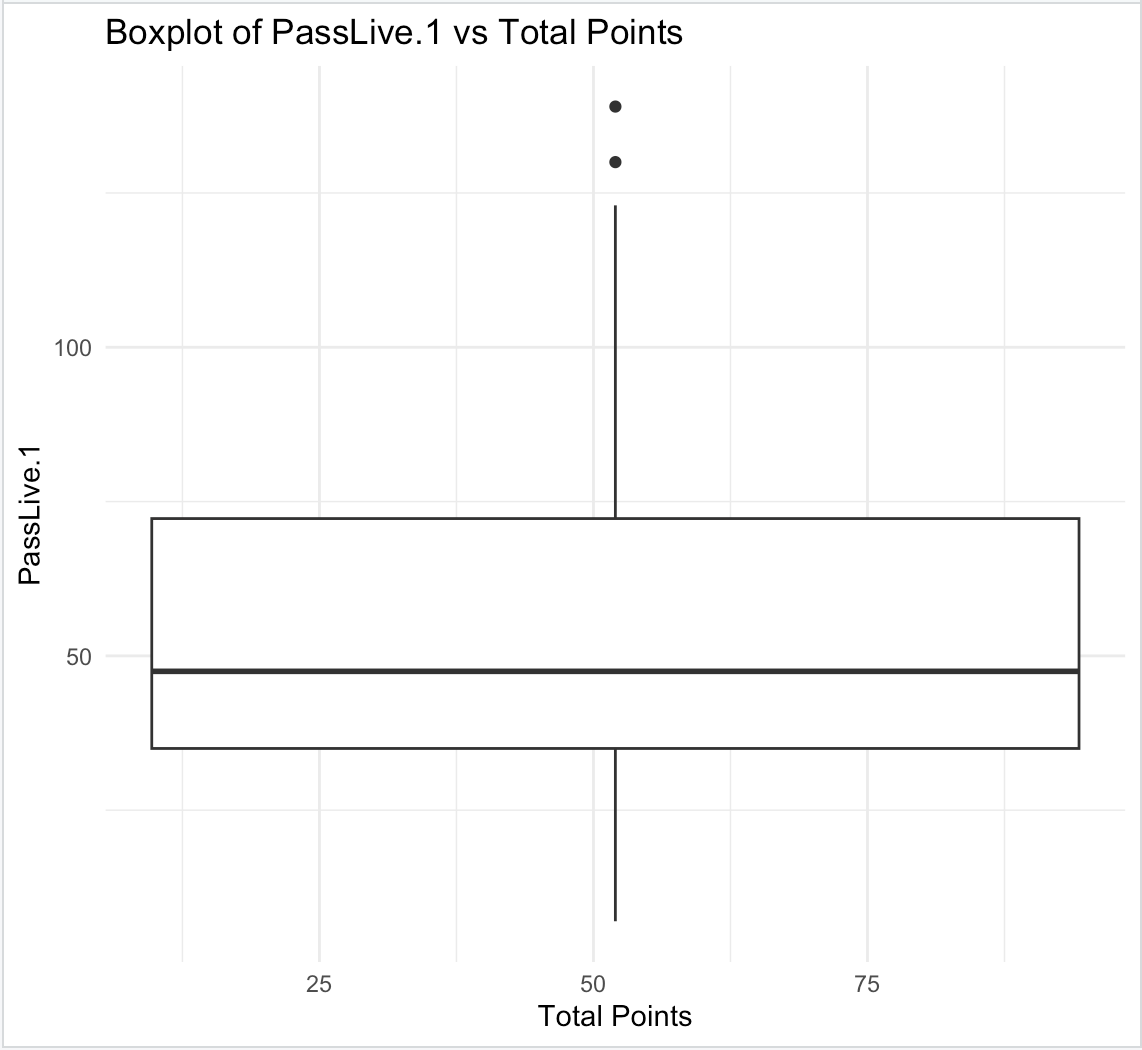 Boxplot of PassLive.1 vs Total Points
100
PassLive.1
50
25 50 75
Total Points